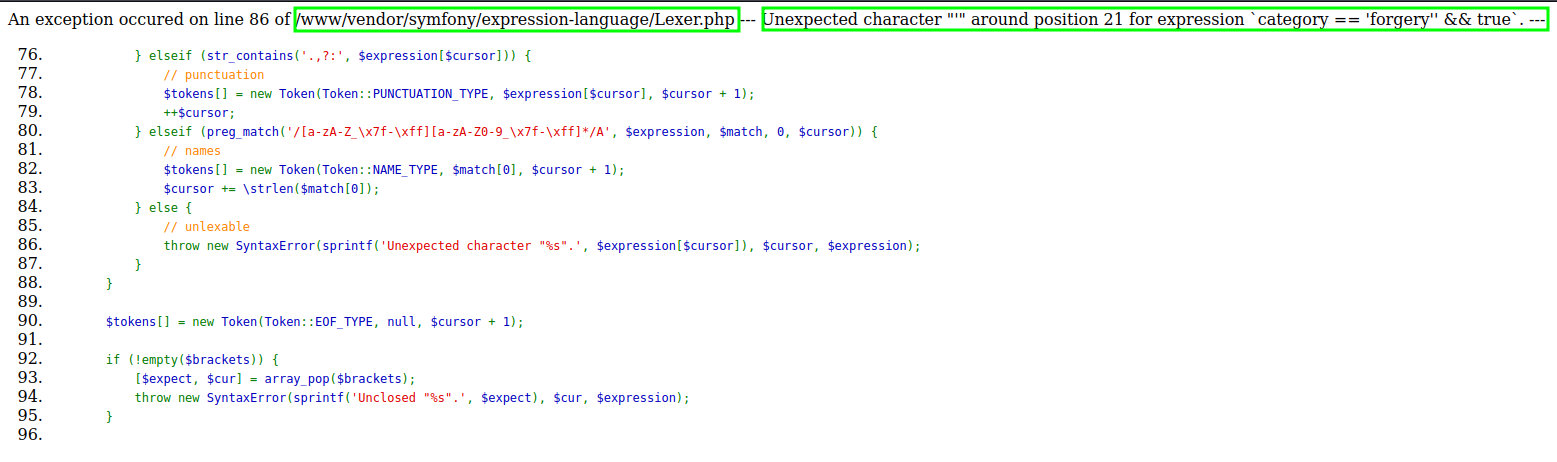 An exception occured on line 86 of /www/vendor/symfony/expression-language/Lexer.php --- Unexpected character "'" around position 21 for expression `category == 'forgery'' && true`. ---
76.             } elseif (str_contains('.,?:', $expression[$cursor])) {
77.                 // punctuation
78.                 $tokens[] = new Token(Token::PUNCTUATION_TYPE, $expression[$cursor], $cursor + 1);
79.                 ++$cursor;
80.             } elseif (preg_match('/[a-zA-Z_\x7f-\xff][a-zA-Z0-9_\x7f-\xff]*/A', $expression, $match, 0, $cursor)) {
81.                 // names
82.                 $tokens[] = new Token(Token::NAME_TYPE, $match[0], $cursor + 1);
83.                 $cursor += \strlen($match[0]);
84.             } else {
85.                 // unlexable
86.                 throw new SyntaxError(sprintf('Unexpected character "%s".', $expression[$cursor]), $cursor, $expression);
87.             }
88.         }
89.
90.         $tokens[] = new Token(Token::EOF_TYPE, null, $cursor + 1);
91.
92.         if (!empty($brackets)) {
93.             [$expect, $cur] = array_pop($brackets);
94.             throw new SyntaxError(sprintf('Unclosed "%s".', $expect), $cur, $expression);
95.         }
96.